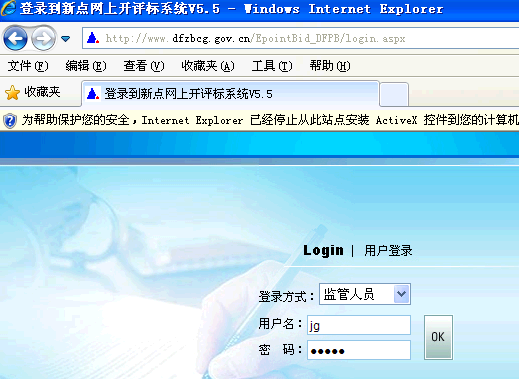 登录到新点网上开评标系统V5.5 - Windows Internet Explorer
http://www.dfzbcg.gov.cn/EpointBid_DFPB/login.aspx
文件(F) 编辑(E) 查看(V) 收藏夹(A) 工具(T) 帮助(H)
收藏夹 登录到新点网上开评标系统V5.5
为帮助保护您的安全，Internet Explorer 已经停止从此站点安装 ActiveX 控件到您的计算机
Login | 用户登录
登录方式： 监管人员
用户名： jg
密 码： ●●●●●
OK